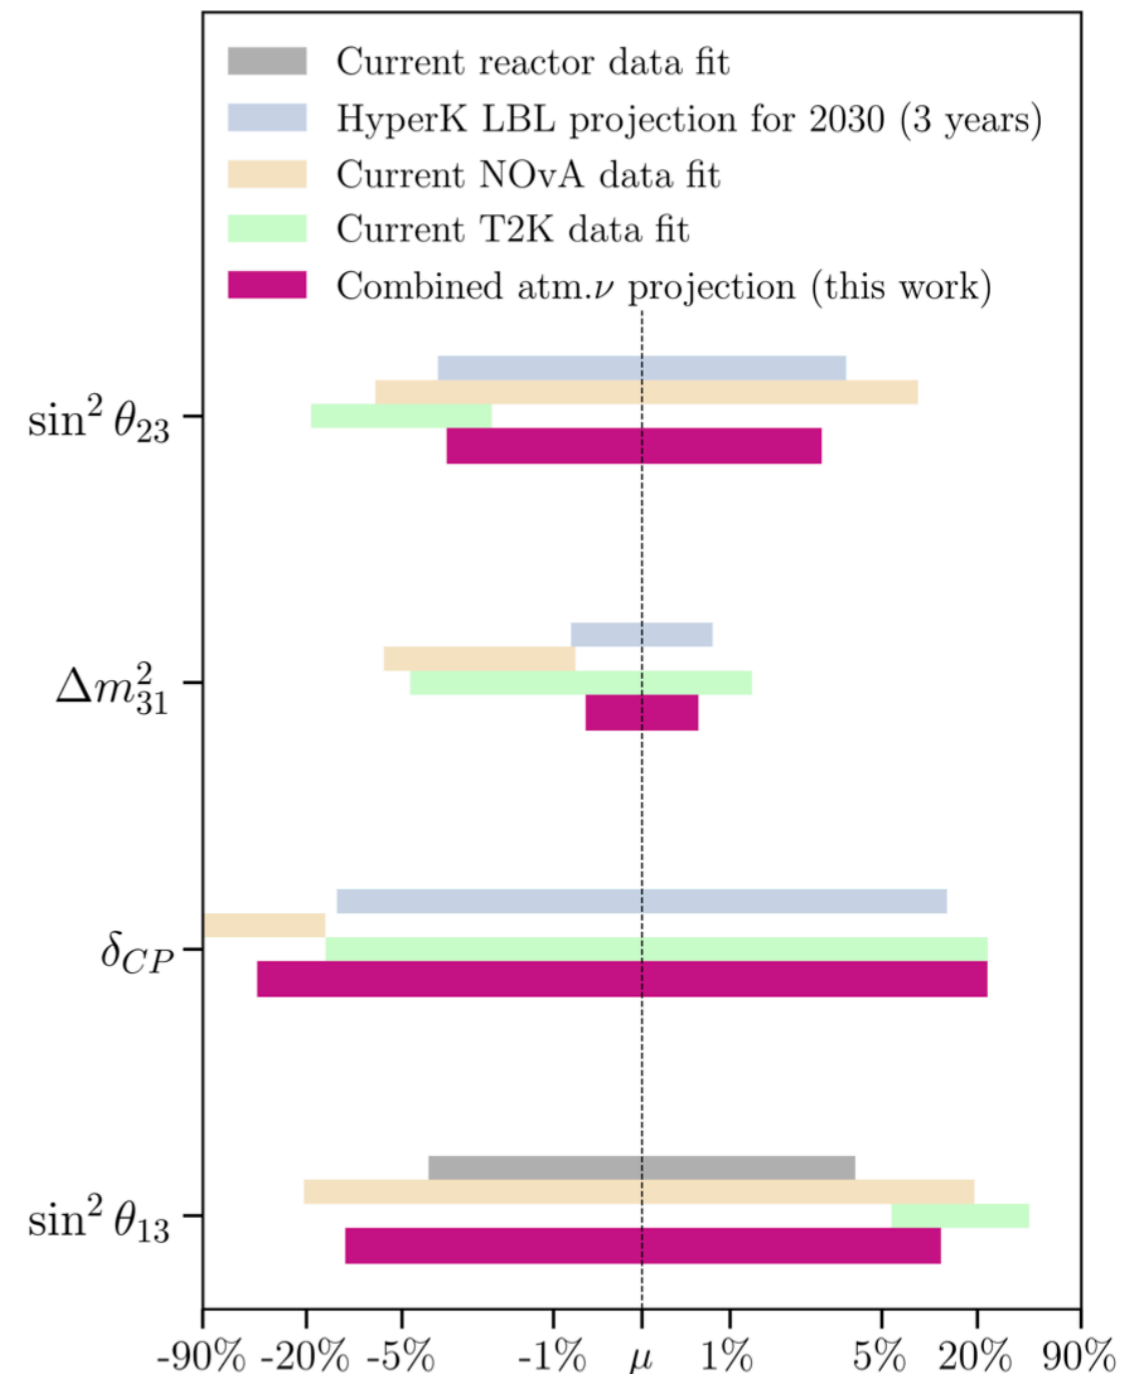 Current reactor data fit
HyperK LBL projection for 2030 (3 years)
Current NOvA data fit
Current T2K data fit
Combined atm.ν projection (this work)
sin² θ₂₃
Δm²₃₁
δ_CP
sin² θ₁₃
-90% -20% -5% -1% μ 1% 5% 20% 90%